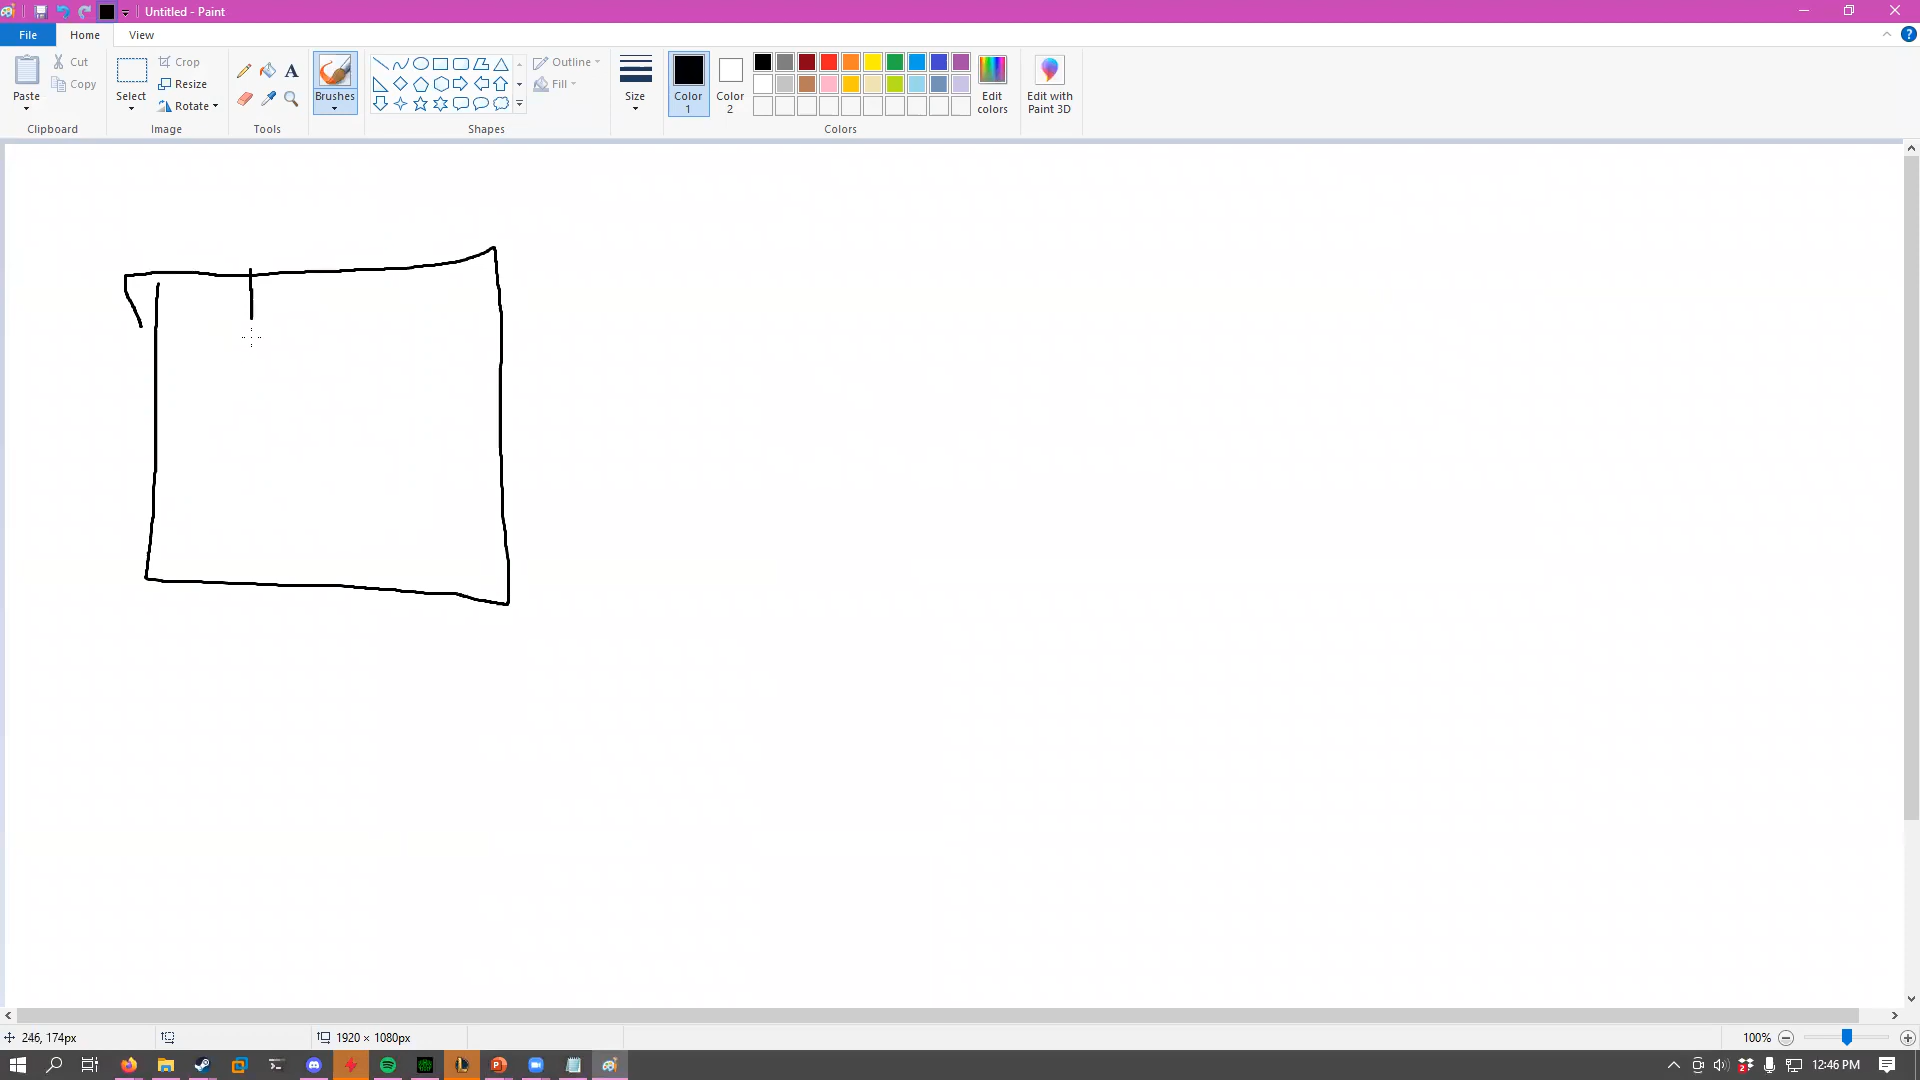 Untitled - Paint
File Home View
Paste Cut Copy Clipboard
Select Crop Resize Rotate Image
A Tools
Brushes
Outline Fill Shapes
Size
Color 1 Color 2 Edit colors Edit with Paint 3D Colors
246, 174px 1920 × 1080px 100%
12:46 PM